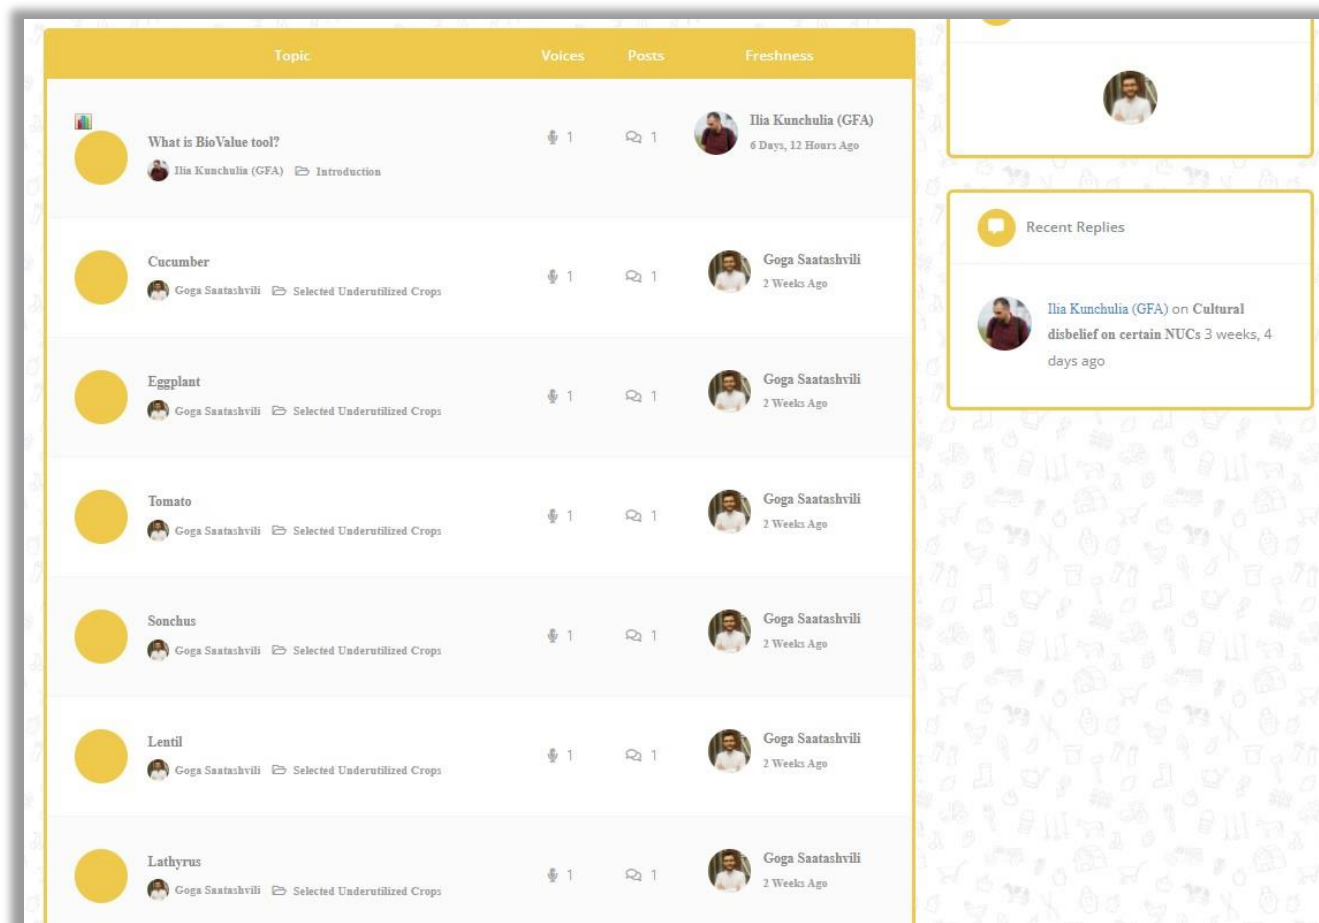 Topic Voices Posts Freshness
What is BioValue tool?
Ilia Kunchulia (GFA) Introduction
1 1
Ilia Kunchulia (GFA)
6 Days, 12 Hours Ago
Cucumber
Goga Saatashvili Selected Underutilized Crops
1 1
Goga Saatashvili
2 Weeks Ago
Eggplant
Goga Saatashvili Selected Underutilized Crops
1 1
Goga Saatashvili
2 Weeks Ago
Tomato
Goga Saatashvili Selected Underutilized Crops
1 1
Goga Saatashvili
2 Weeks Ago
Sonchus
Goga Saatashvili Selected Underutilized Crops
1 1
Goga Saatashvili
2 Weeks Ago
Lentil
Goga Saatashvili Selected Underutilized Crops
1 1
Goga Saatashvili
2 Weeks Ago
Lathyrus
Goga Saatashvili Selected Underutilized Crops
1 1
Goga Saatashvili
2 Weeks Ago
Recent Replies
Ilia Kunchulia (GFA) on Cultural
disbelief on certain NUCs 3 weeks, 4
days ago